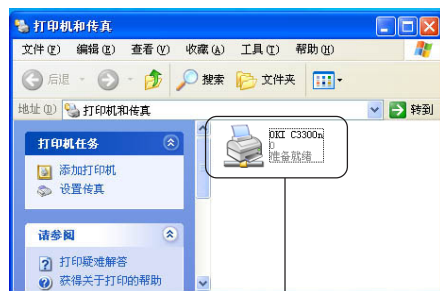 打印机和传真
文件(F) 编辑(E) 查看(V) 收藏(A) 工具(T) 帮助(H)
后退 搜索 文件夹
地址(D) 打印机和传真 转到
打印机任务
添加打印机
设置传真
请参阅
打印疑难解答
获得关于打印的帮助
OKI C3300n
0
准备就绪